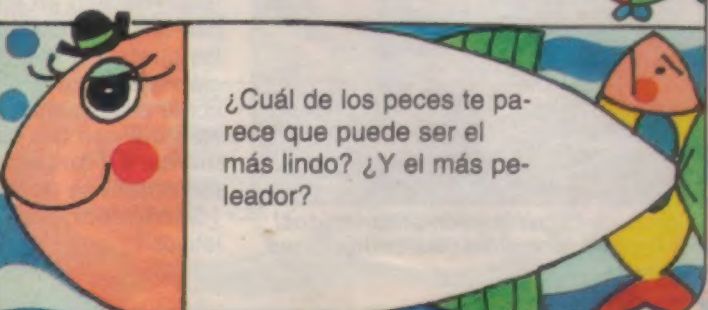 ¿Cuál de los peces te pa-
rece que puede ser el
más lindo? ¿Y el más pe-
leador?